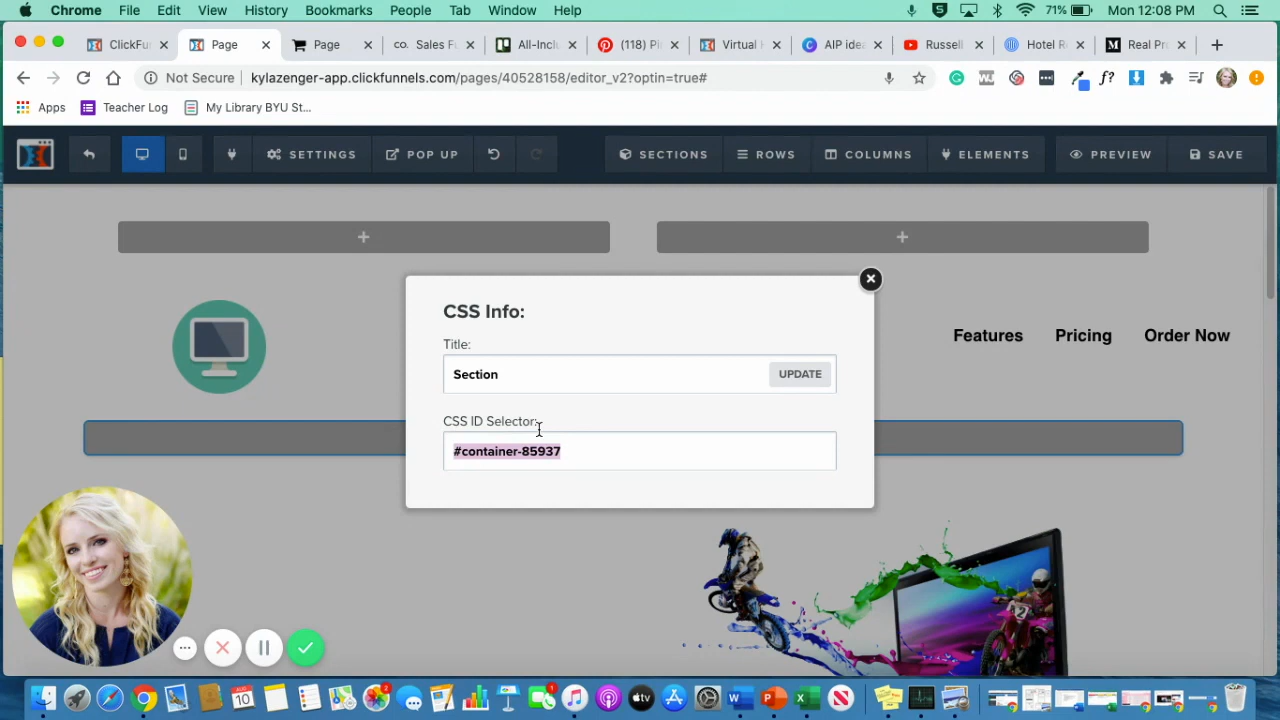 Chrome File Edit View History Bookmarks People Tab Window Help 71% Mon 12:08 PM
ClickFu Page Page co. Sales Fu All-Inclu (118) Pi Virtual H AIP idea Russell Hotel R Real Pro
Not Secure kylazenger-app.clickfunnels.com/pages/40528158/editor_v2?optin=true#
Apps Teacher Log My Library BYU St...
SETTINGS POP UP SECTIONS ROWS COLUMNS ELEMENTS PREVIEW SAVE
Features Pricing Order Now
CSS Info:
Title:
Section UPDATE
CSS ID Selector:
#container-85937